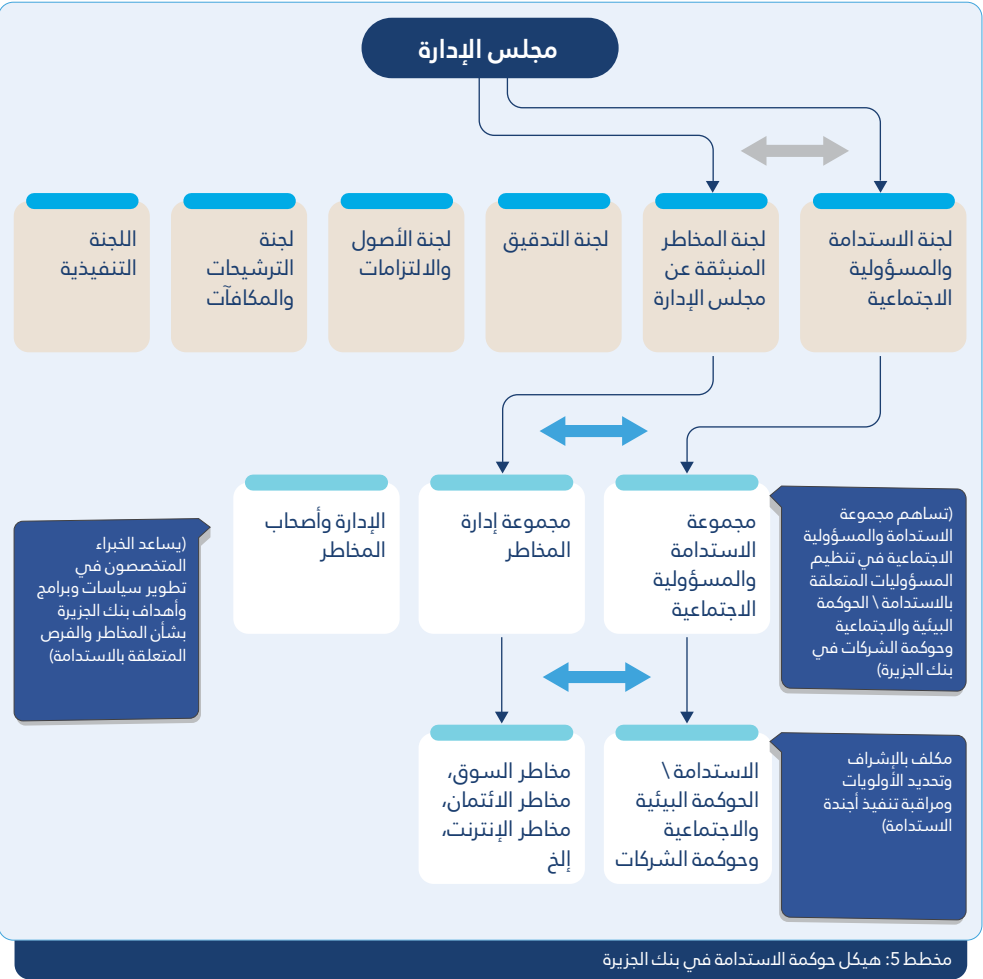 مجلس الإدارة
لجنة الاستدامة
والمسؤولية
الاجتماعية
لجنة المخاطر
المنبثقة عن
مجلس الإدارة
لجنة التدقيق
لجنة الأصول
والالتزامات
لجنة
الترشيحات
والمكافآت
اللجنة
التنفيذية
(تساهم مجموعة
الاستدامة والمسؤولية
الاجتماعية في تنظيم
المسؤوليات المتعلقة
بالاستدامة \ الحوكمة
البيئية والاجتماعية
وحوكمة الشركات في
بنك الجزيرة)
مجموعة
الاستدامة
والمسؤولية
الاجتماعية
مجموعة إدارة
المخاطر
الإدارة وأصحاب
المخاطر
(يساعد الخبراء
المتخصصون في
تطوير سياسات وبرامج
وأهداف بنك الجزيرة
بشأن المخاطر والفرص
المتعلقة بالاستدامة)
مكلف بالإشراف
وتحديد الأولويات
ومراقبة تنفيذ أجندة
الاستدامة)
الاستدامة \
الحوكمة البيئية
والاجتماعية
وحوكمة الشركات
مخاطر السوق،
مخاطر الائتمان،
مخاطر الإنترنت،
إلخ
مخطط 5: هيكل حوكمة الاستدامة في بنك الجزيرة